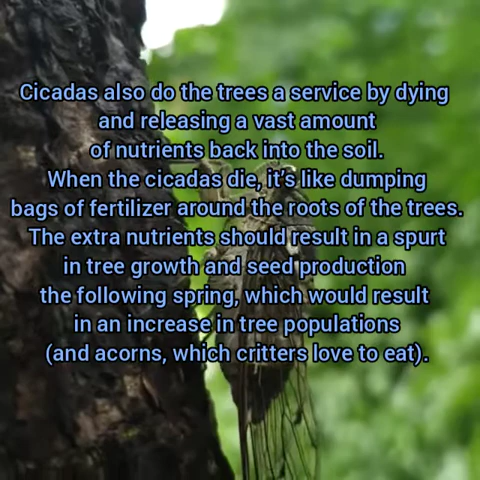 Cicadas also do the trees a service by dying
and releasing a vast amount
of nutrients back into the soil.
When the cicadas die, it's like dumping
bags of fertilizer around the roots of the trees.
The extra nutrients should result in a spurt
in tree growth and seed production
the following spring, which would result
in an increase in tree populations
(and acorns, which critters love to eat).